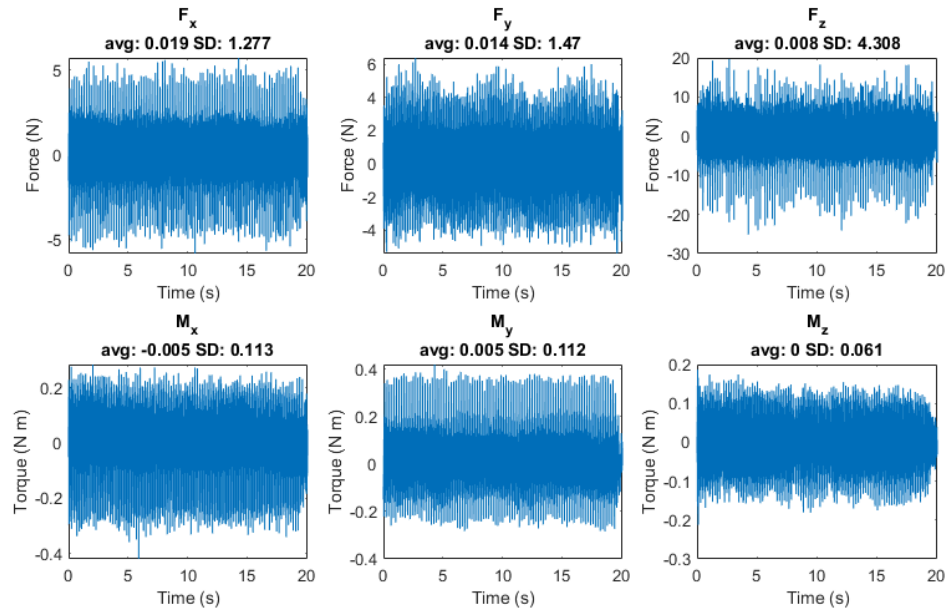 F_x
avg: 0.019 SD: 1.277
5
0
-5
Force (N)
0 5 10 15 20
Time (s)
F_y
avg: 0.014 SD: 1.47
6
4
2
0
-2
-4
Force (N)
0 5 10 15 20
Time (s)
F_z
avg: 0.008 SD: 4.308
20
10
0
-10
-20
-30
Force (N)
0 5 10 15 20
Time (s)
M_x
avg: -0.005 SD: 0.113
0.2
0
-0.2
-0.4
Torque (N m)
0 5 10 15 20
Time (s)
M_y
avg: 0.005 SD: 0.112
0.4
0.2
0
-0.2
-0.4
Torque (N m)
0 5 10 15 20
Time (s)
M_z
avg: 0 SD: 0.061
0.2
0.1
0
-0.1
-0.2
-0.3
Torque (N m)
0 5 10 15 20
Time (s)